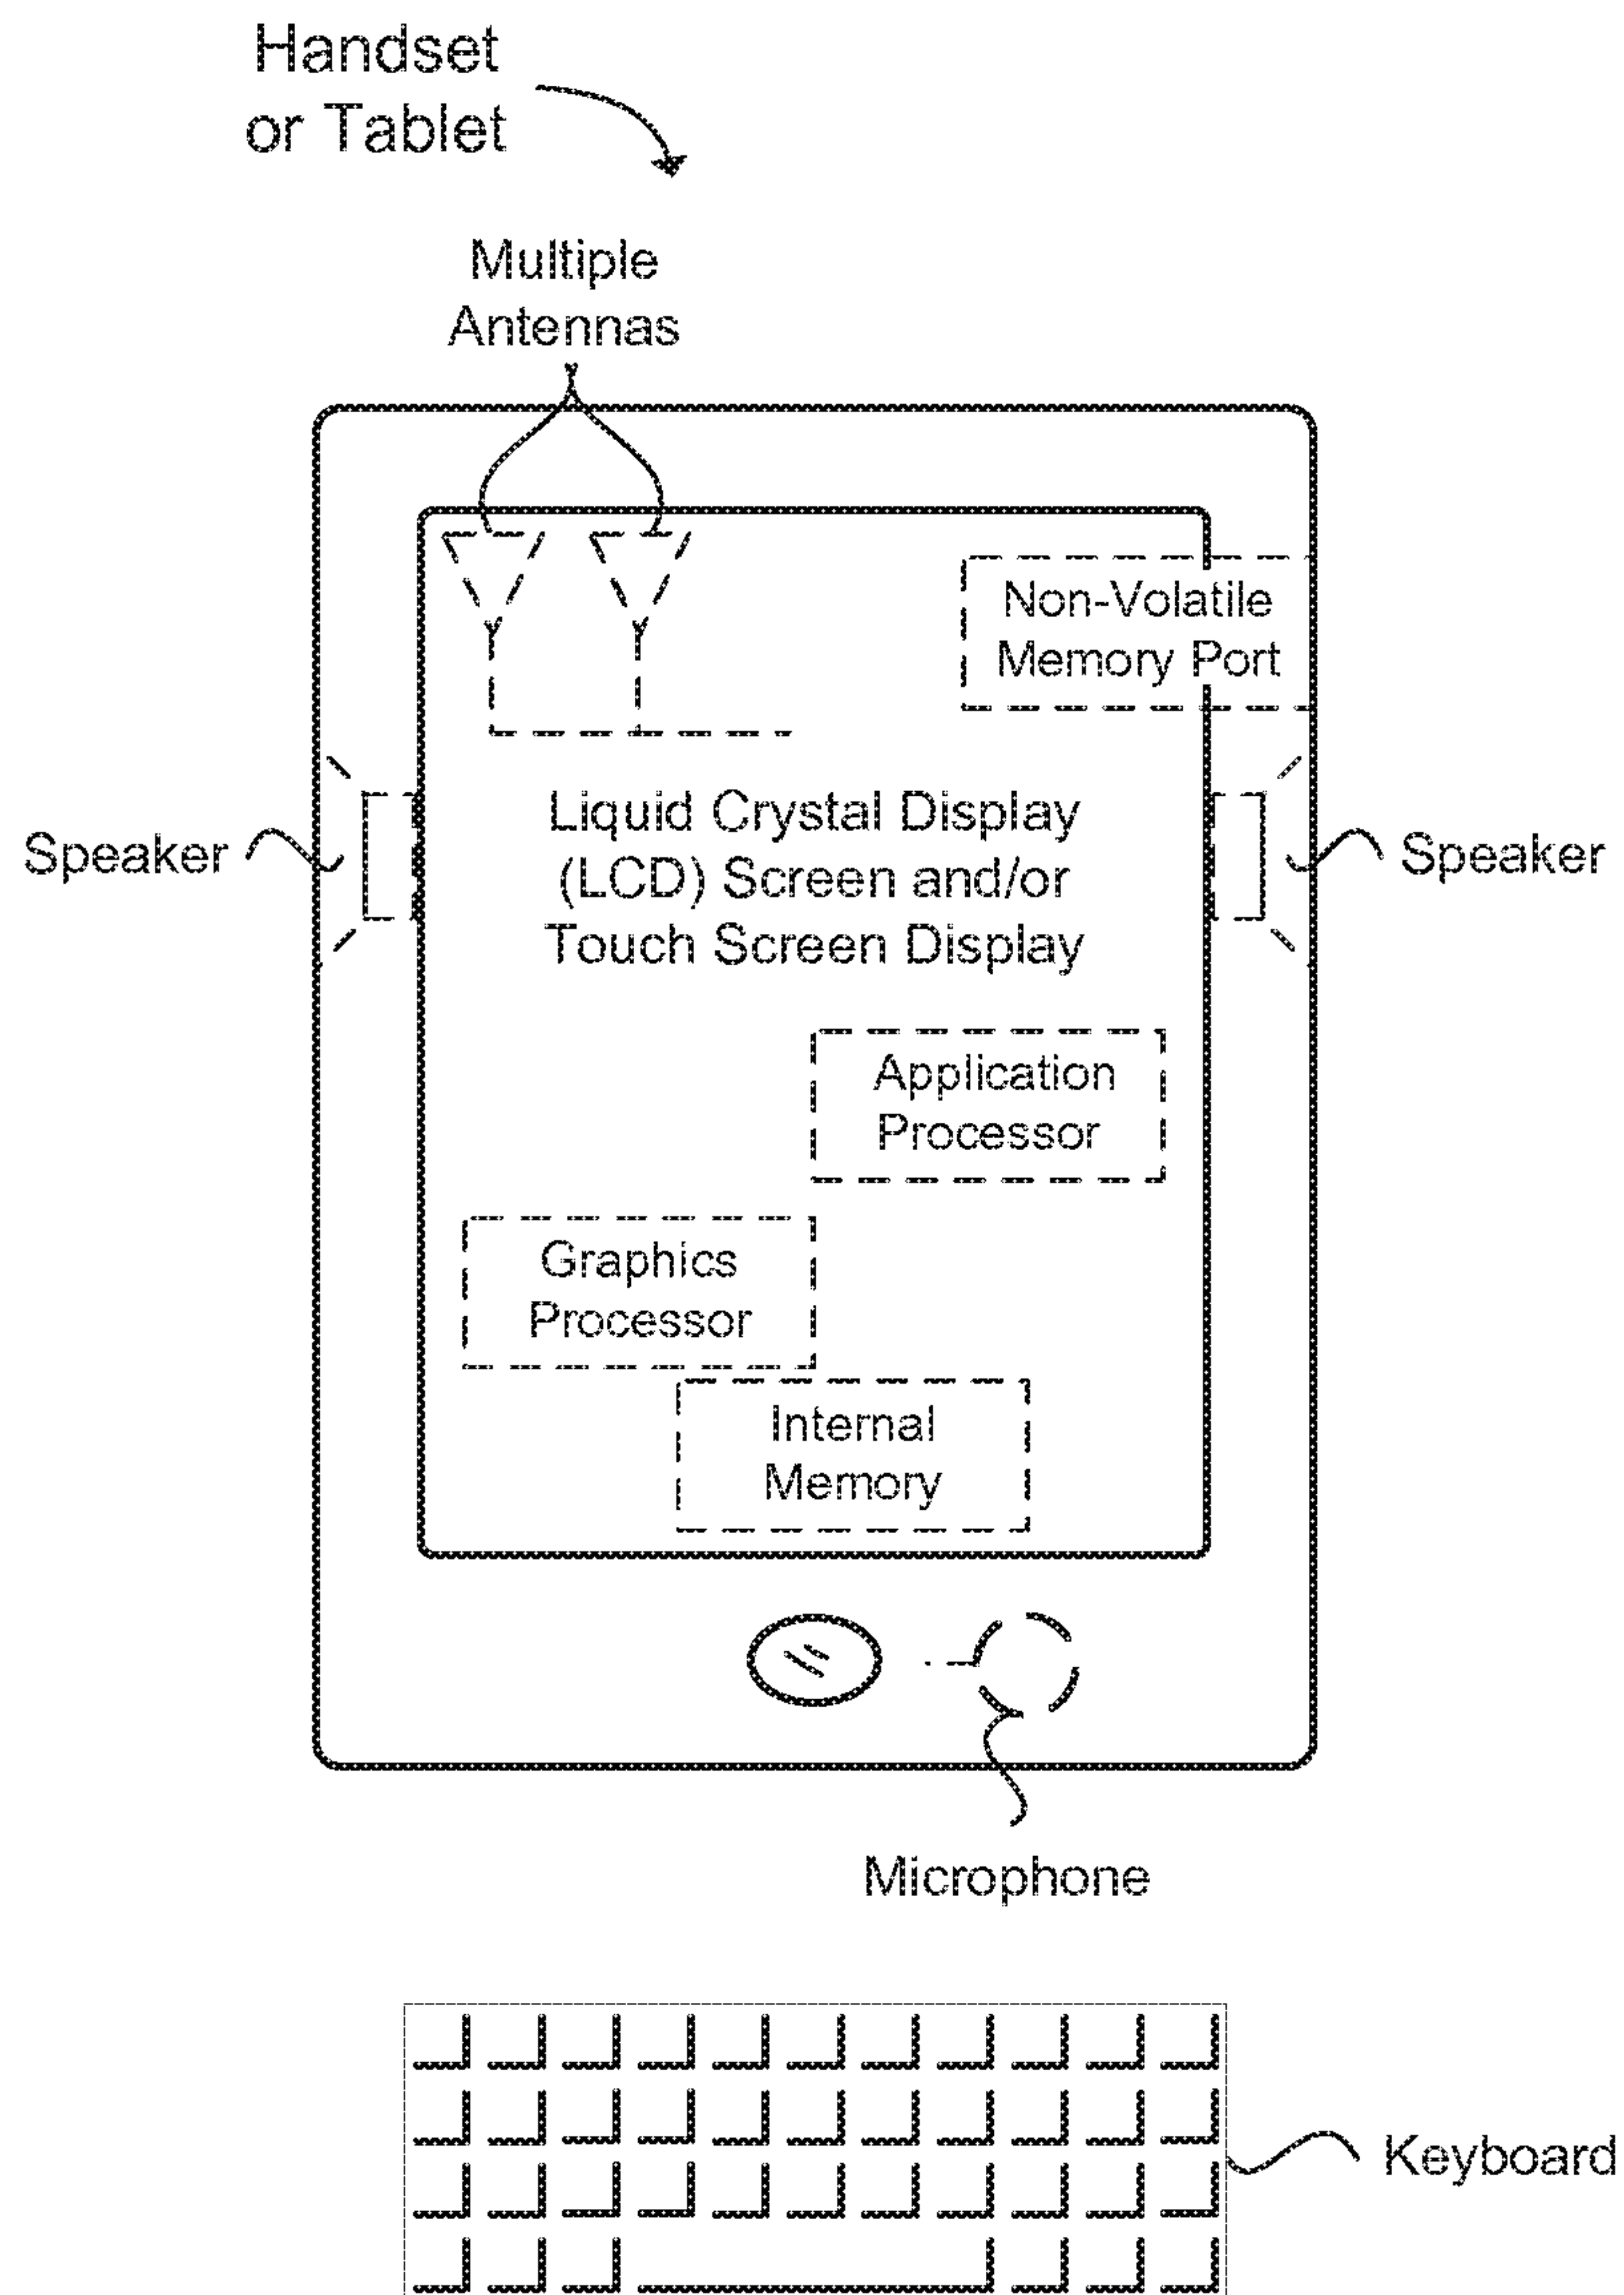 Handset
or Tablet
Multiple
Antennas
Non-Volatile
Memory Port
Speaker
Liquid Crystal Display
(LCD) Screen and/or
Touch Screen Display
Speaker
Application
Processor
Graphics
Processor
Internal
Memory
Microphone
Keyboard